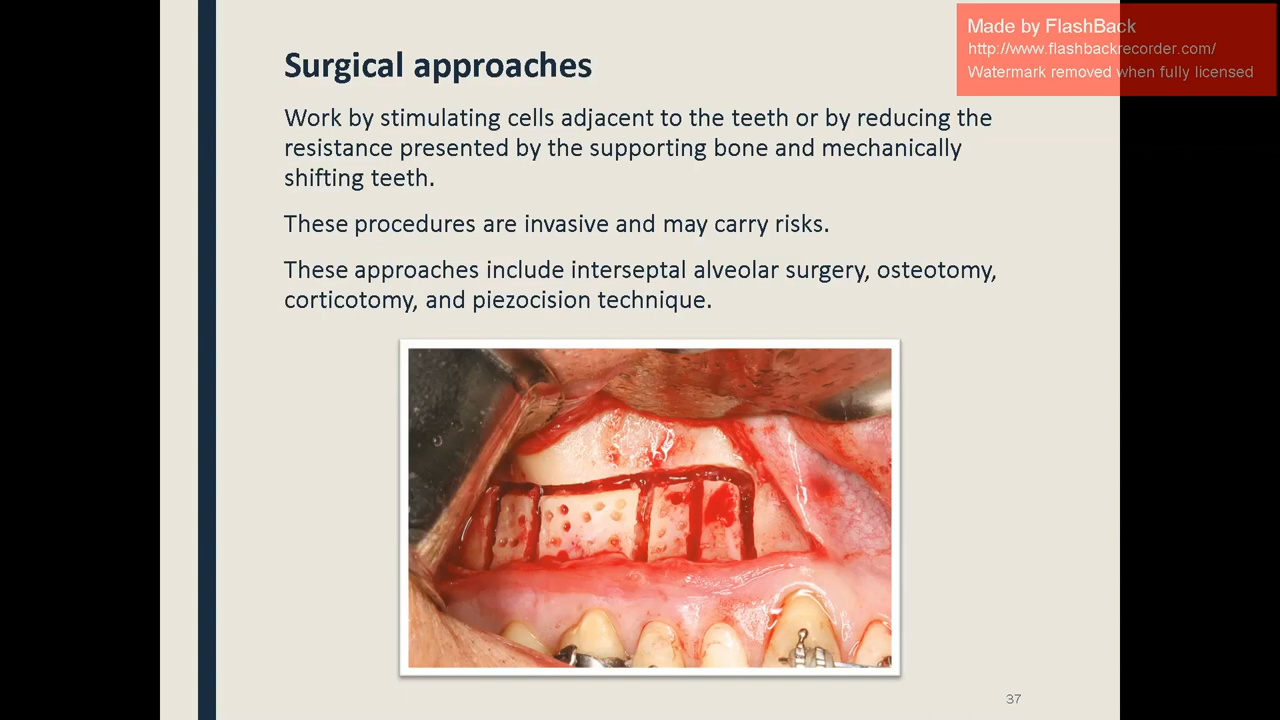 Surgical approaches
Made by FlashBack
http://www.flashbackrecorder.com/
Watermark removed when fully licensed
Work by stimulating cells adjacent to the teeth or by reducing the
resistance presented by the supporting bone and mechanically
shifting teeth.
These procedures are invasive and may carry risks.
These approaches include interseptal alveolar surgery, osteotomy,
corticotomy, and piezocision technique.
37